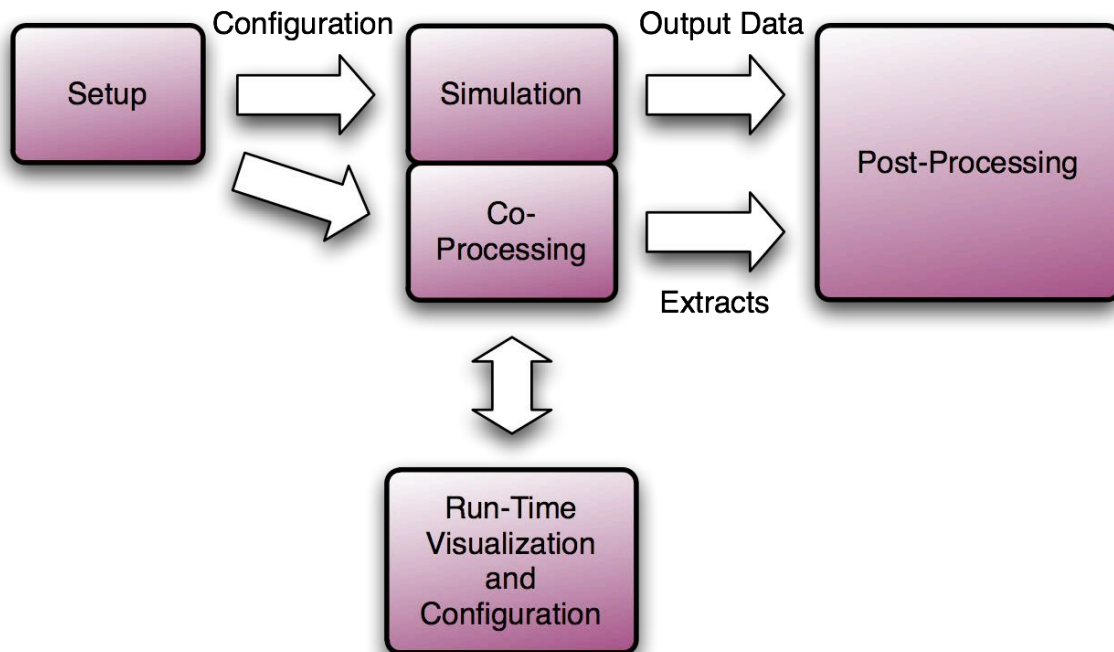 Configuration
Output Data
Setup
Simulation
Post-Processing
Co-
Processing
Extracts
Run-Time
Visualization
and
Configuration